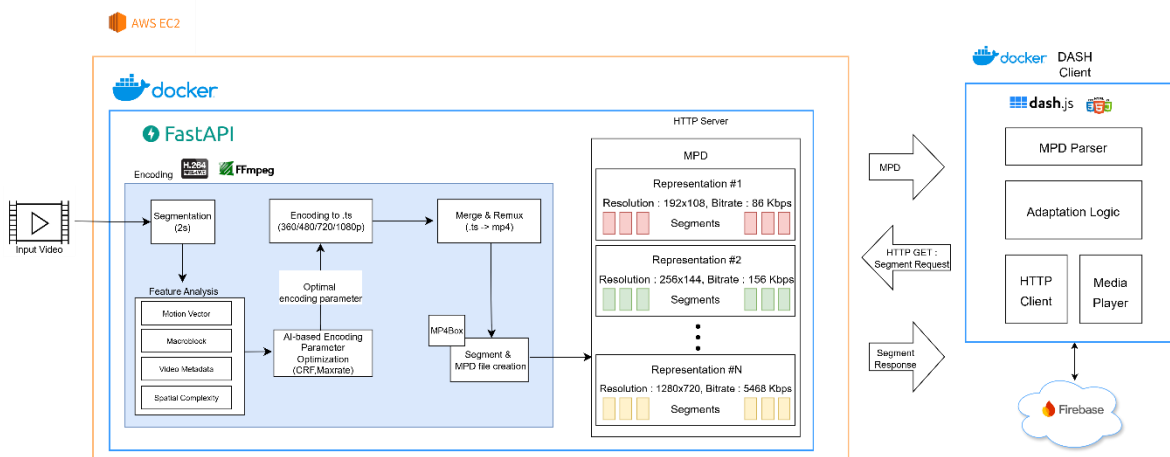 AWS EC2
docker
FastAPI
Encoding
H.264
FFmpeg
Input Video
Segmentation
(2s)
Feature Analysis
Motion Vector
Macroblock
Video Metadata
Spatial Complexity
AI-based Encoding
Parameter
Optimization
(CRF,Maxrate)
Optimal
encoding parameter
Encoding to .ts
(360/480/720/1080p)
Merge & Remux
(.ts -> mp4)
MP4Box
Segment &
MPD file creation
HTTP Server
MPD
Representation #1
Resolution : 192x108, Bitrate : 86 Kbps
Segments
Representation #2
Resolution : 256x144, Bitrate : 156 Kbps
Segments
Representation #N
Resolution : 1280x720, Bitrate : 5468 Kbps
Segments
MPD
HTTP GET :
Segment Request
Segment
Response
docker
DASH
Client
dash.js
MPD Parser
Adaptation Logic
HTTP
Client
Media
Player
Firebase